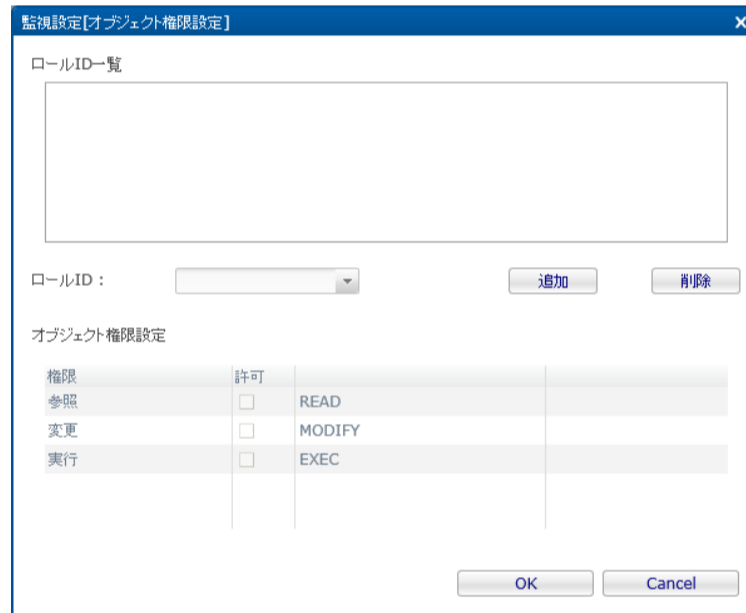 監視設定[オブジェクト権限設定]
ロールID一覧
ロールID： 追加 削除
オブジェクト権限設定
権限 許可
参照 READ
変更 MODIFY
実行 EXEC
OK Cancel